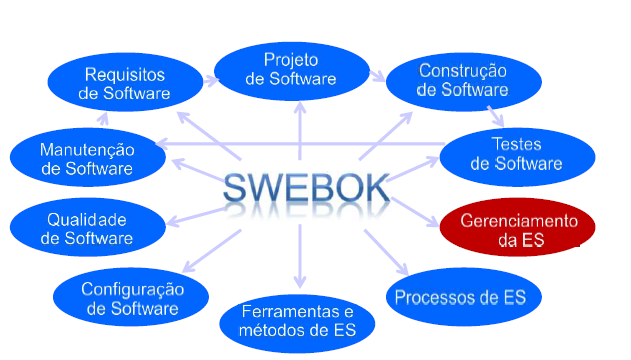 Projeto
de Software
Requisitos
de Software
Construção
de Software
Manutenção
de Software
Testes
de Software
SWEBOK
Qualidade
de Software
Gerenciamento
da ES
Configuração
de Software
Processos de ES
Ferramentas e
métodos de ES